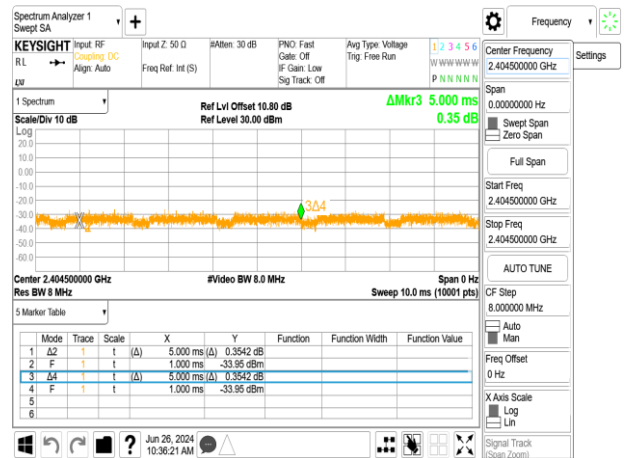 Spectrum Analyzer 1
Swept SA
Frequency
KEYSIGHT
RL
LXI
Input: RF
Coupling: DC
Align: Auto
Input Z: 50 Ω
Freq Ref: Int (S)
#Atten: 30 dB
PNO: Fast
Gate: Off
IF Gain: Low
Sig Track: Off
Avg Type: Voltage
Trig: Free Run
1 2 3 4 5 6
W W W W W W
P N N N N N
1 Spectrum
Scale/Div 10 dB
Ref Lvl Offset 10.80 dB
Ref Level 30.00 dBm
ΔMkr3 5.000 ms
0.35 dB
Log
20.0
10.0
0.00
-10.0
-20.0
-30.0
-40.0
-50.0
-60.0
3Δ4
Center 2.404500000 GHz
#Video BW 8.0 MHz
Span 0 Hz
Res BW 8 MHz
Sweep 10.0 ms (10001 pts)
5 Marker Table
Mode Trace Scale X Y Function Function Width Function Value
1 Δ2 1 t (Δ) 5.000 ms (Δ) 0.3542 dB
2 F 1 t 1.000 ms -33.95 dBm
3 Δ4 1 t (Δ) 5.000 ms (Δ) 0.3542 dB
4 F 1 t 1.000 ms -33.95 dBm
5
6
?
Jun 26, 2024
10:36:21 AM
Center Frequency
2.404500000 GHz
Settings
Span
0.00000000 Hz
Swept Span
Zero Span
Full Span
Start Freq
2.404500000 GHz
Stop Freq
2.404500000 GHz
AUTO TUNE
CF Step
8.000000 MHz
Auto
Man
Freq Offset
0 Hz
X Axis Scale
Log
Lin
Signal Track
(Span Zoom)